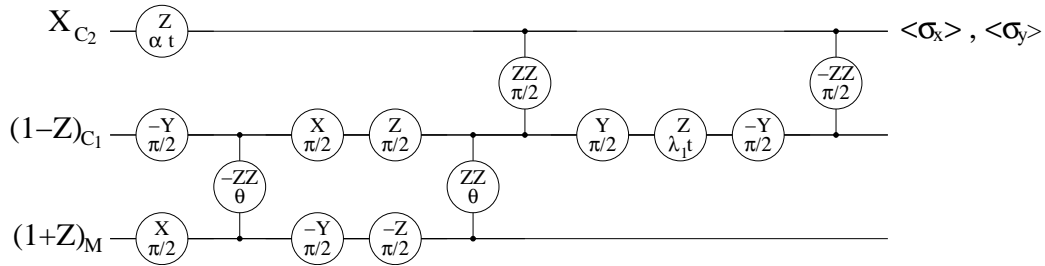 X_{C_2} Z αt ZZ π/2 −ZZ π/2 <σ_x> , <σ_y>
(1−Z)_{C_1} −Y π/2 X π/2 Z π/2 Y π/2 Z λ_1t −Y π/2
−ZZ θ ZZ θ
(1+Z)_M X π/2 −Y π/2 −Z π/2